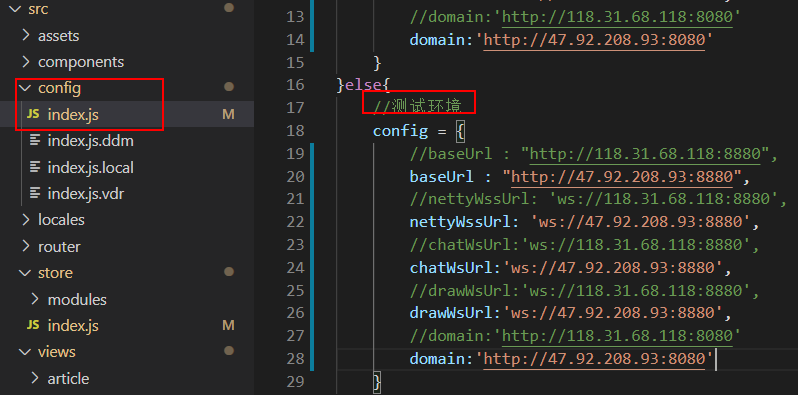 src
assets
components
config
JS index.js M
index.js.ddm
index.js.local
index.js.vdr
locales
router
store
modules
JS index.js M
views
article
13 //domain:'http://118.31.68.118:8080'
14 domain:'http://47.92.208.93:8080'
15 }
16 }else{
17 //测试环境
18 config = {
19 //baseUrl : "http://118.31.68.118:8880",
20 baseUrl : "http://47.92.208.93:8880",
21 //nettyWssUrl: 'ws://118.31.68.118:8880',
22 nettyWssUrl: 'ws://47.92.208.93:8880',
23 //chatWsUrl:'ws://118.31.68.118:8880',
24 chatWsUrl:'ws://47.92.208.93:8880',
25 //drawWsUrl:'ws://118.31.68.118:8880',
26 drawWsUrl:'ws://47.92.208.93:8880',
27 //domain:'http://118.31.68.118:8080'
28 domain:'http://47.92.208.93:8080'
29 }